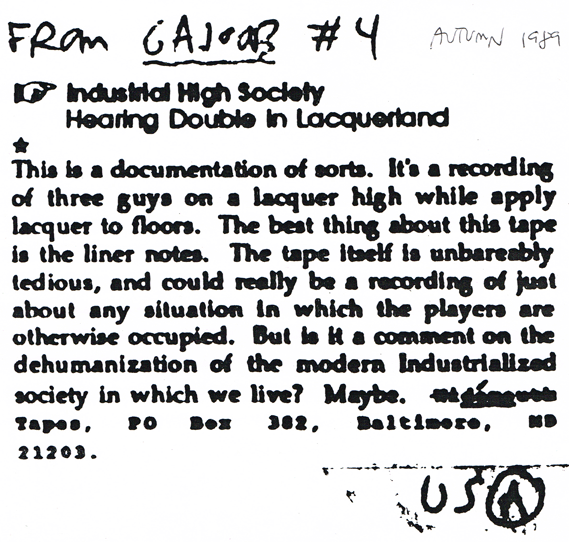 FROM GAJOOB #4
AUTUMN 1989
Industrial High Society
Hearing Double in Lacquerland
★
This is a documentation of sorts. It's a recording
of three guys on a lacquer high while apply
lacquer to floors. The best thing about this tape
is the liner notes. The tape itself is unbareably
tedious, and could really be a recording of just
about any situation in which the players are
otherwise occupied. But is it a comment on the
dehumanization of the modern industrialized
society in which we live? Maybe.
Tapes, PO Box 382, Baltimore, MD
21203.
USA